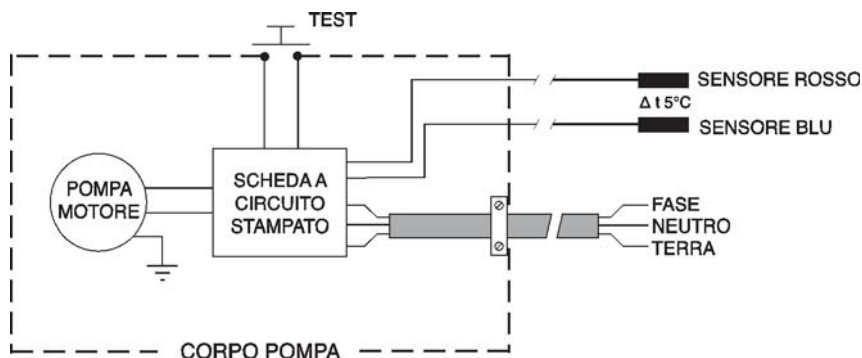 TEST
SENSORE ROSSO
Δ t 5°C
SENSORE BLU
POMPA
MOTORE
SCHEDA A
CIRCUITO
STAMPATO
FASE
NEUTRO
TERRA
CORPO POMPA